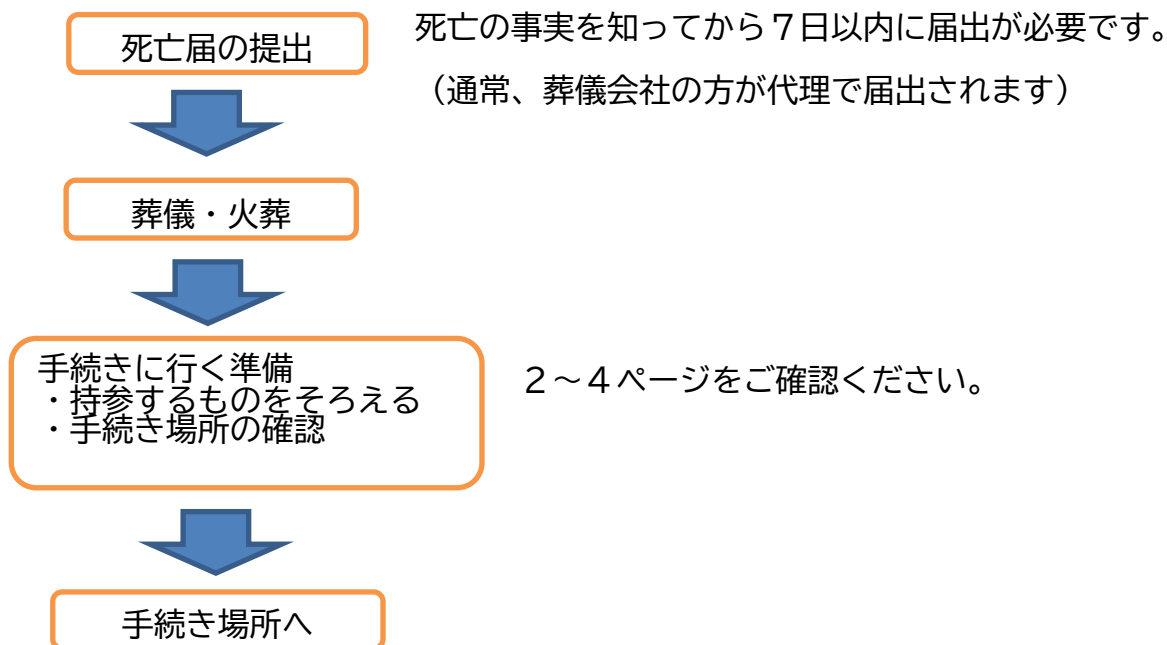 死亡届の提出
死亡の事実を知ってから７日以内に届出が必要です。
（通常、葬儀会社の方が代理で届出されます）
葬儀・火葬
手続きに行く準備
・持参するものをそろえる
・手続き場所の確認
２～４ページをご確認ください。
手続き場所へ